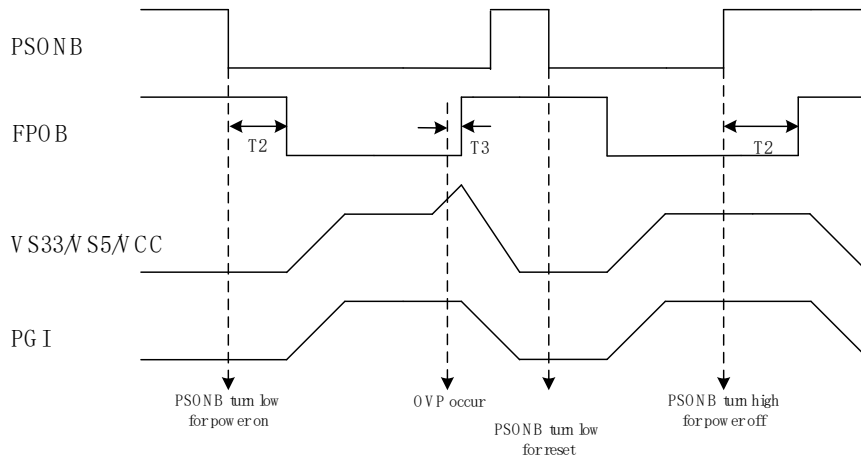 PSONB
FPOB
T2
T3
T2
VS33/VS5/VCC
PGI
PSONB turn low
for power on
OVP occur
PSONB turn low
for reset
PSONB turn high
for power off